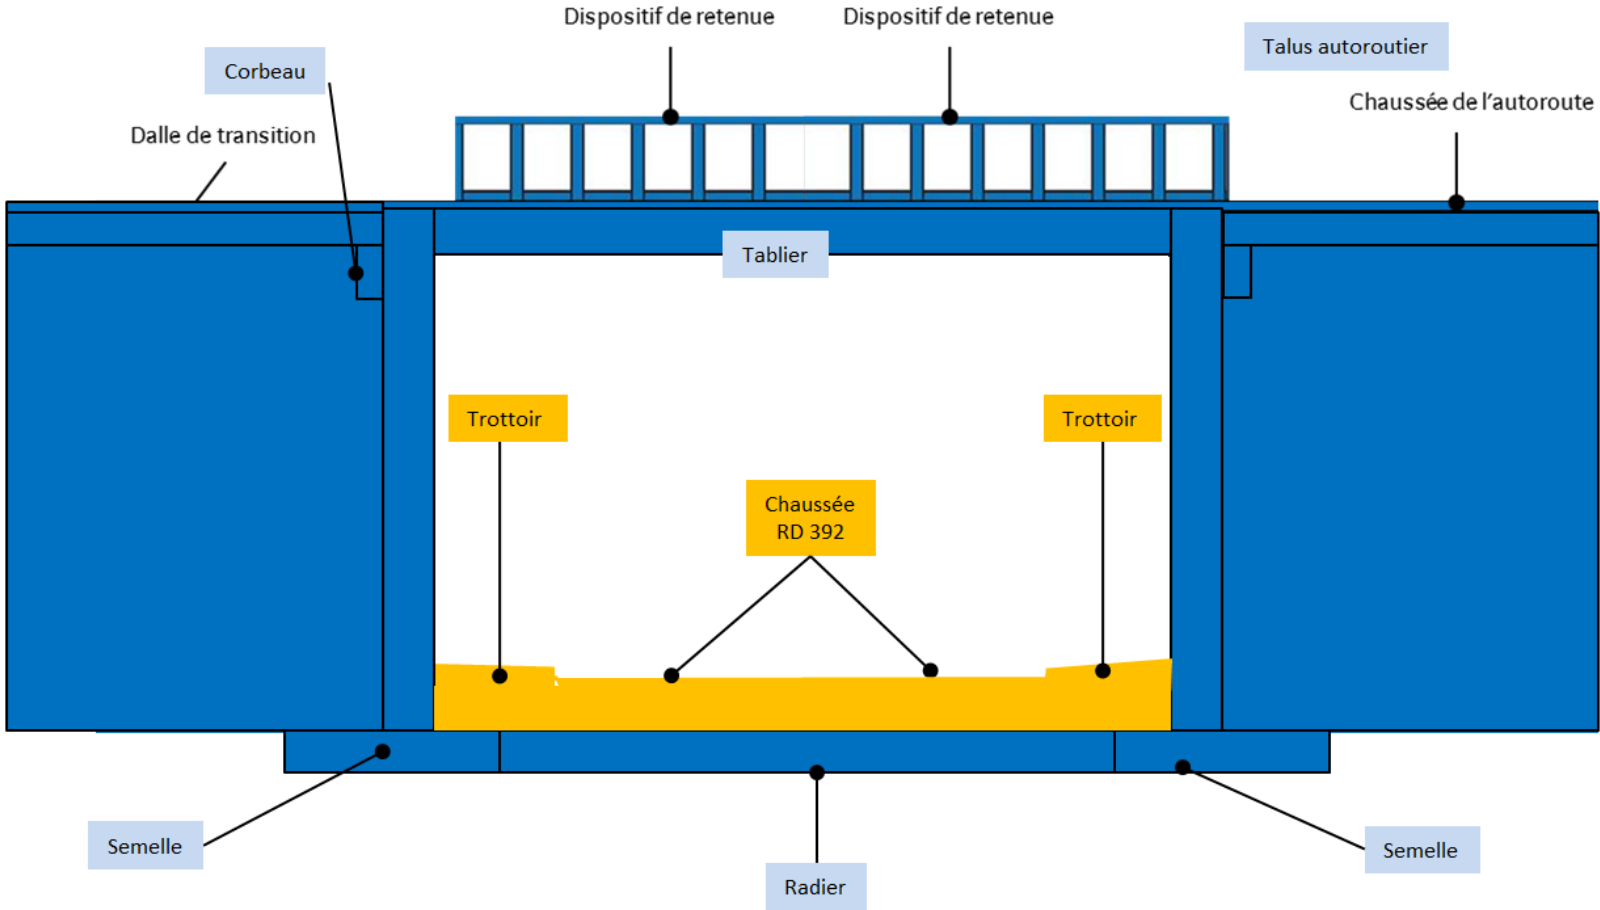 Dispositif de retenue
Dispositif de retenue
Talus autoroutier
Corbeau
Chaussée de l'autoroute
Dalle de transition
Tablier
Trottoir
Trottoir
Chaussée
RD 392
Semelle
Semelle
Radier